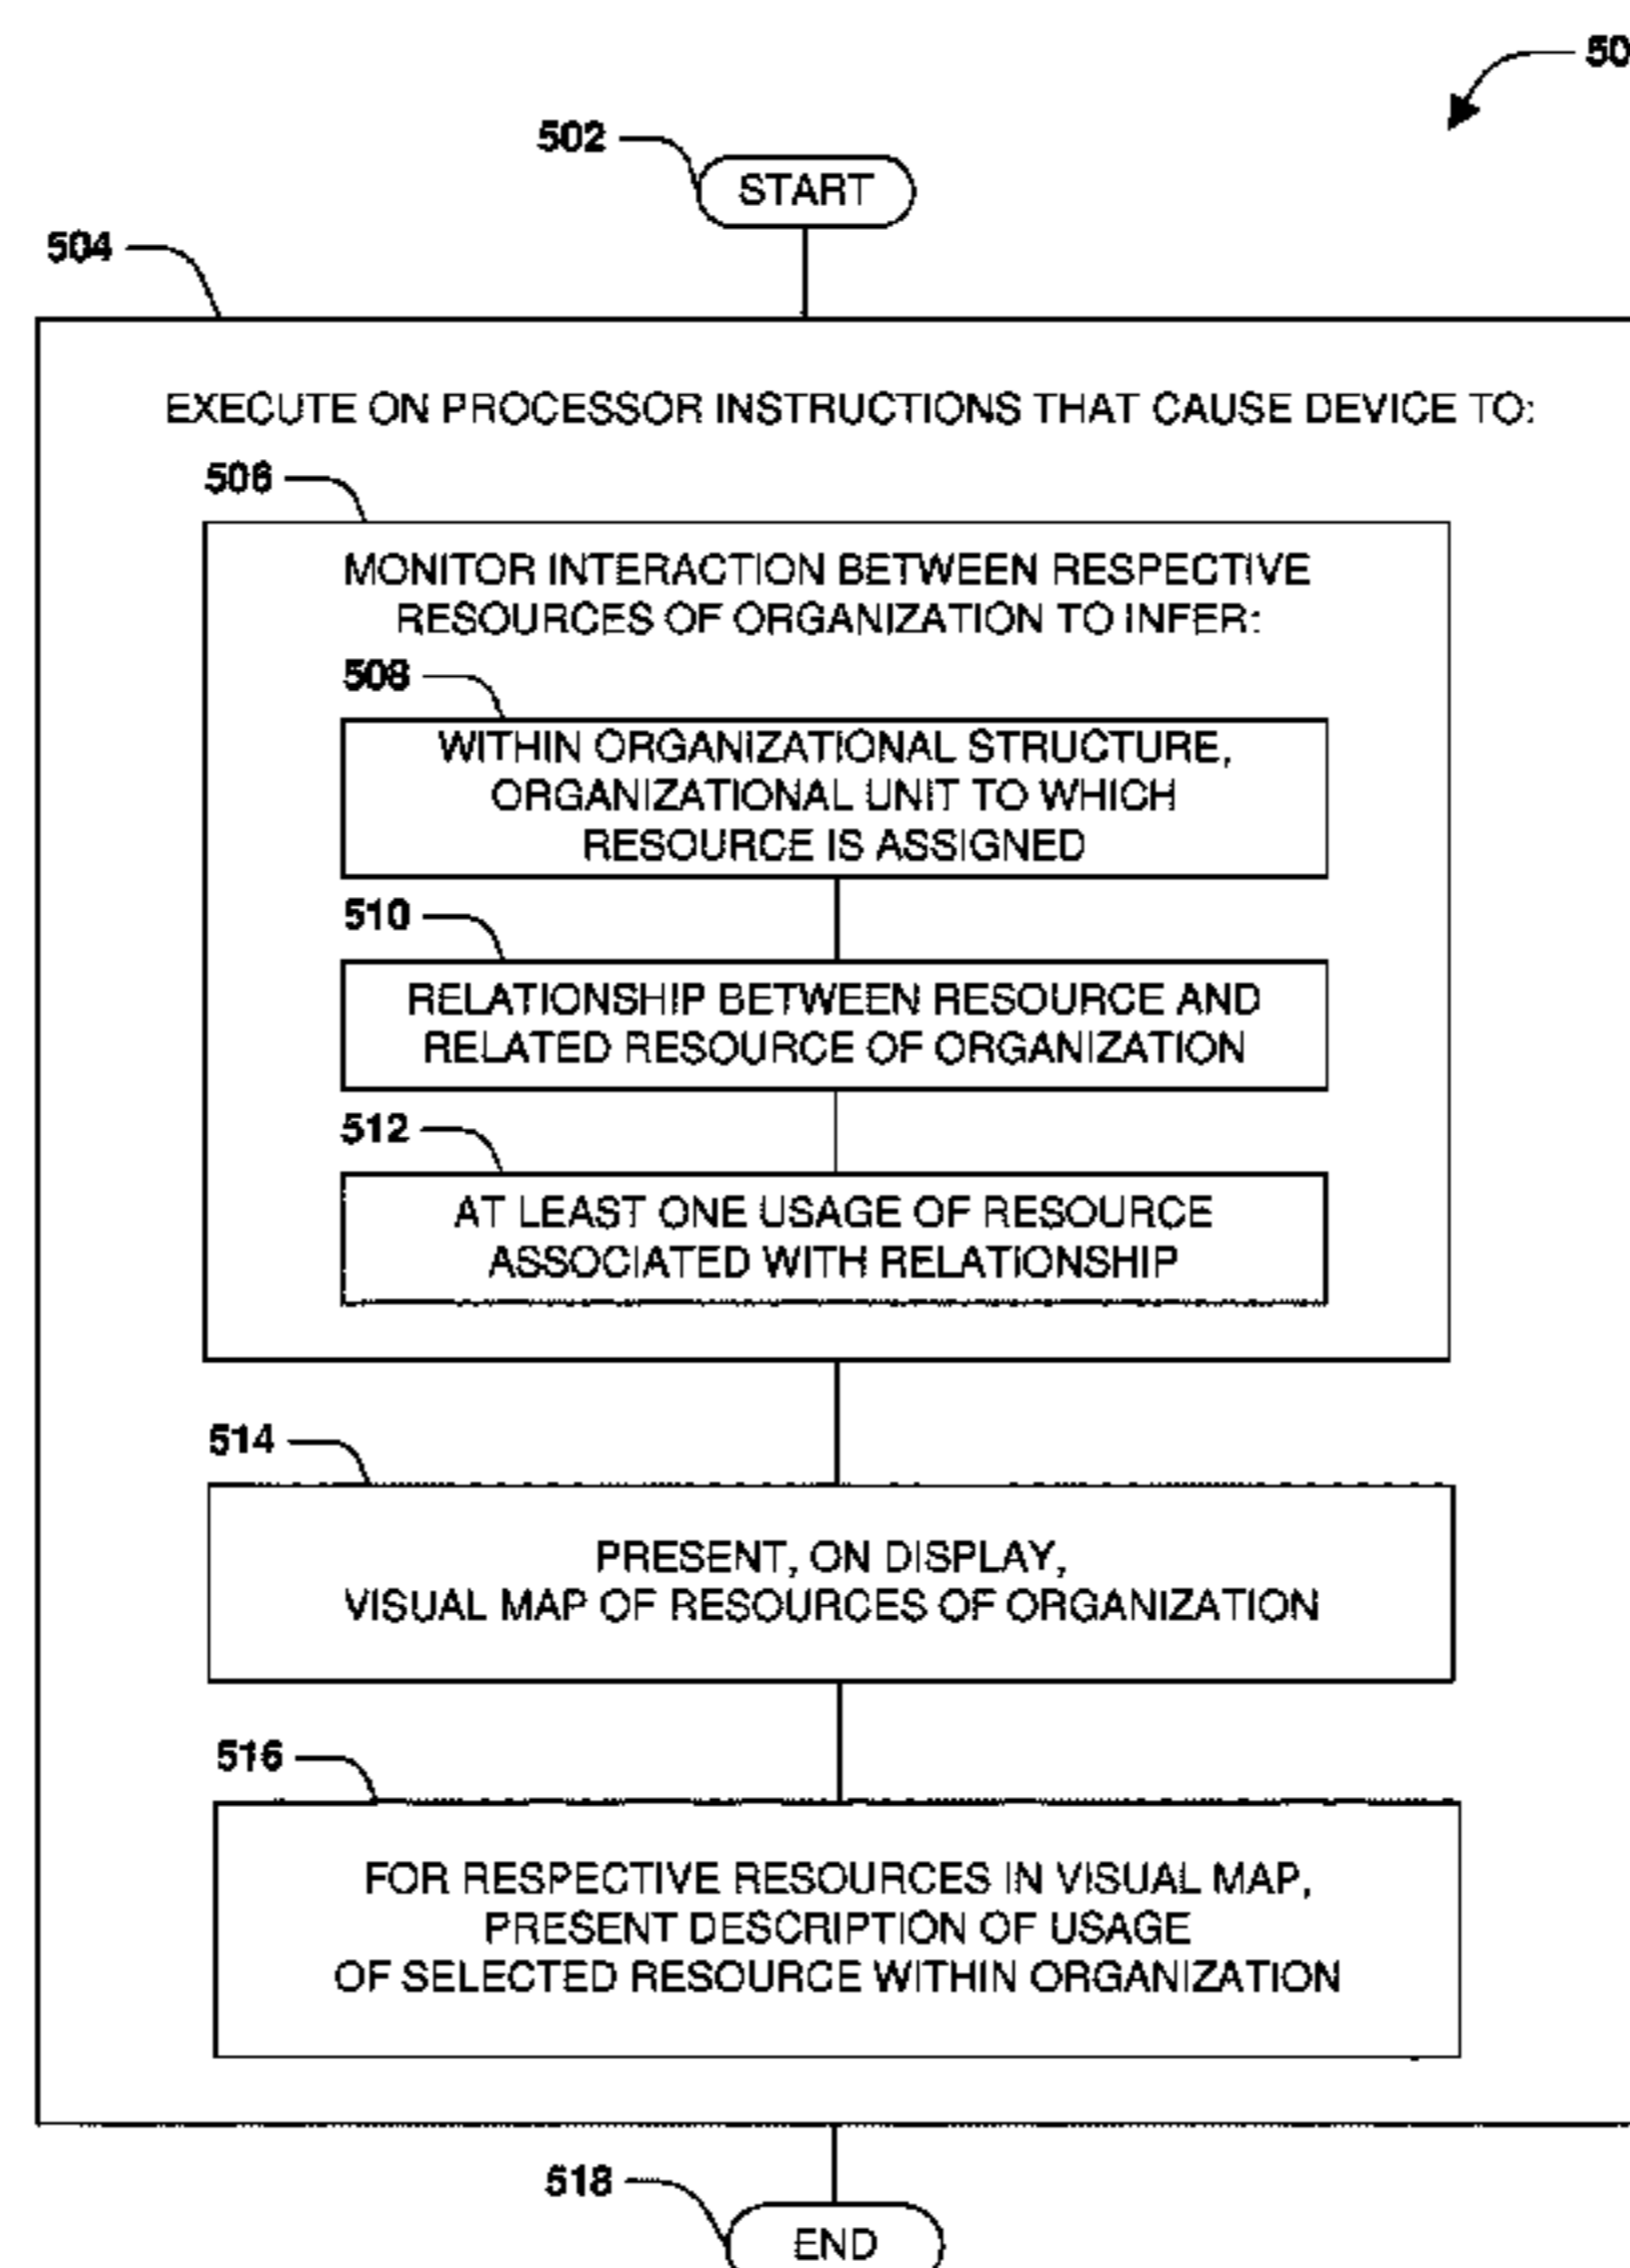 50
502
START
504
EXECUTE ON PROCESSOR INSTRUCTIONS THAT CAUSE DEVICE TO:
506
MONITOR INTERACTION BETWEEN RESPECTIVE
RESOURCES OF ORGANIZATION TO INFER:
508
WITHIN ORGANIZATIONAL STRUCTURE,
ORGANIZATIONAL UNIT TO WHICH
RESOURCE IS ASSIGNED
510
RELATIONSHIP BETWEEN RESOURCE AND
RELATED RESOURCE OF ORGANIZATION
512
AT LEAST ONE USAGE OF RESOURCE
ASSOCIATED WITH RELATIONSHIP
514
PRESENT, ON DISPLAY,
VISUAL MAP OF RESOURCES OF ORGANIZATION
516
FOR RESPECTIVE RESOURCES IN VISUAL MAP,
PRESENT DESCRIPTION OF USAGE
OF SELECTED RESOURCE WITHIN ORGANIZATION
518
END